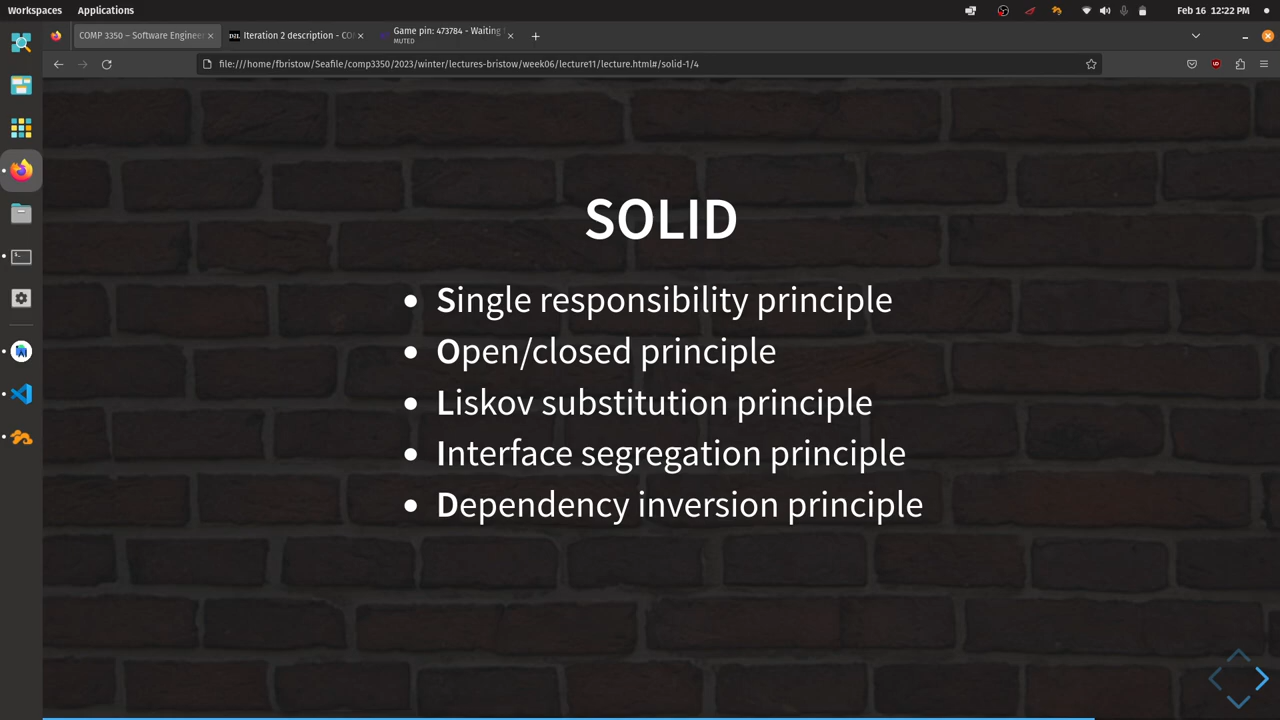 Workspaces Applications Feb 16 12:22 PM
COMP 3350 – Software Engineer
Iteration 2 description - CO
Game pin: 473784 - Waiting
MUTED
file:///home/fbristow/Seafile/comp3350/2023/winter/lectures-bristow/week06/lecture11/lecture.html#/solid-1/4
SOLID
Single responsibility principle
Open/closed principle
Liskov substitution principle
Interface segregation principle
Dependency inversion principle